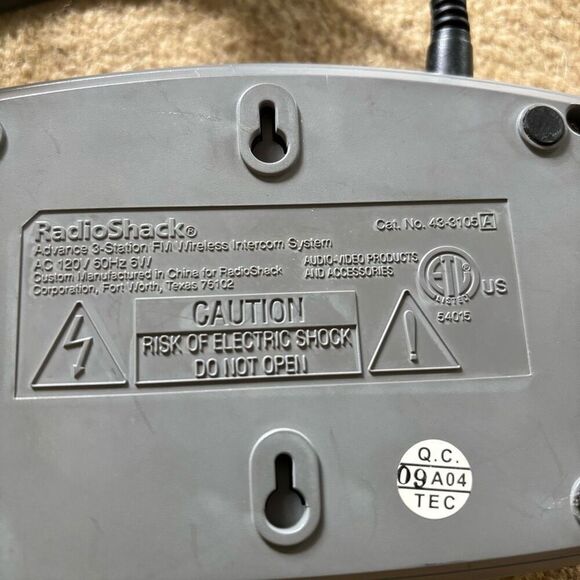 RadioShack®
Cat. No. 43-3105 A
Advance 3-Station FM Wireless Intercom System
AC 120V 60Hz 6W
Custom Manufactured in China for RadioShack
Corporation, Fort Worth, Texas 76102
AUDIO-VIDEO PRODUCTS
AND ACCESSORIES
ETL
LISTED
US
54015
CAUTION
RISK OF ELECTRIC SHOCK
DO NOT OPEN
Q.C.
09 A04
TEC